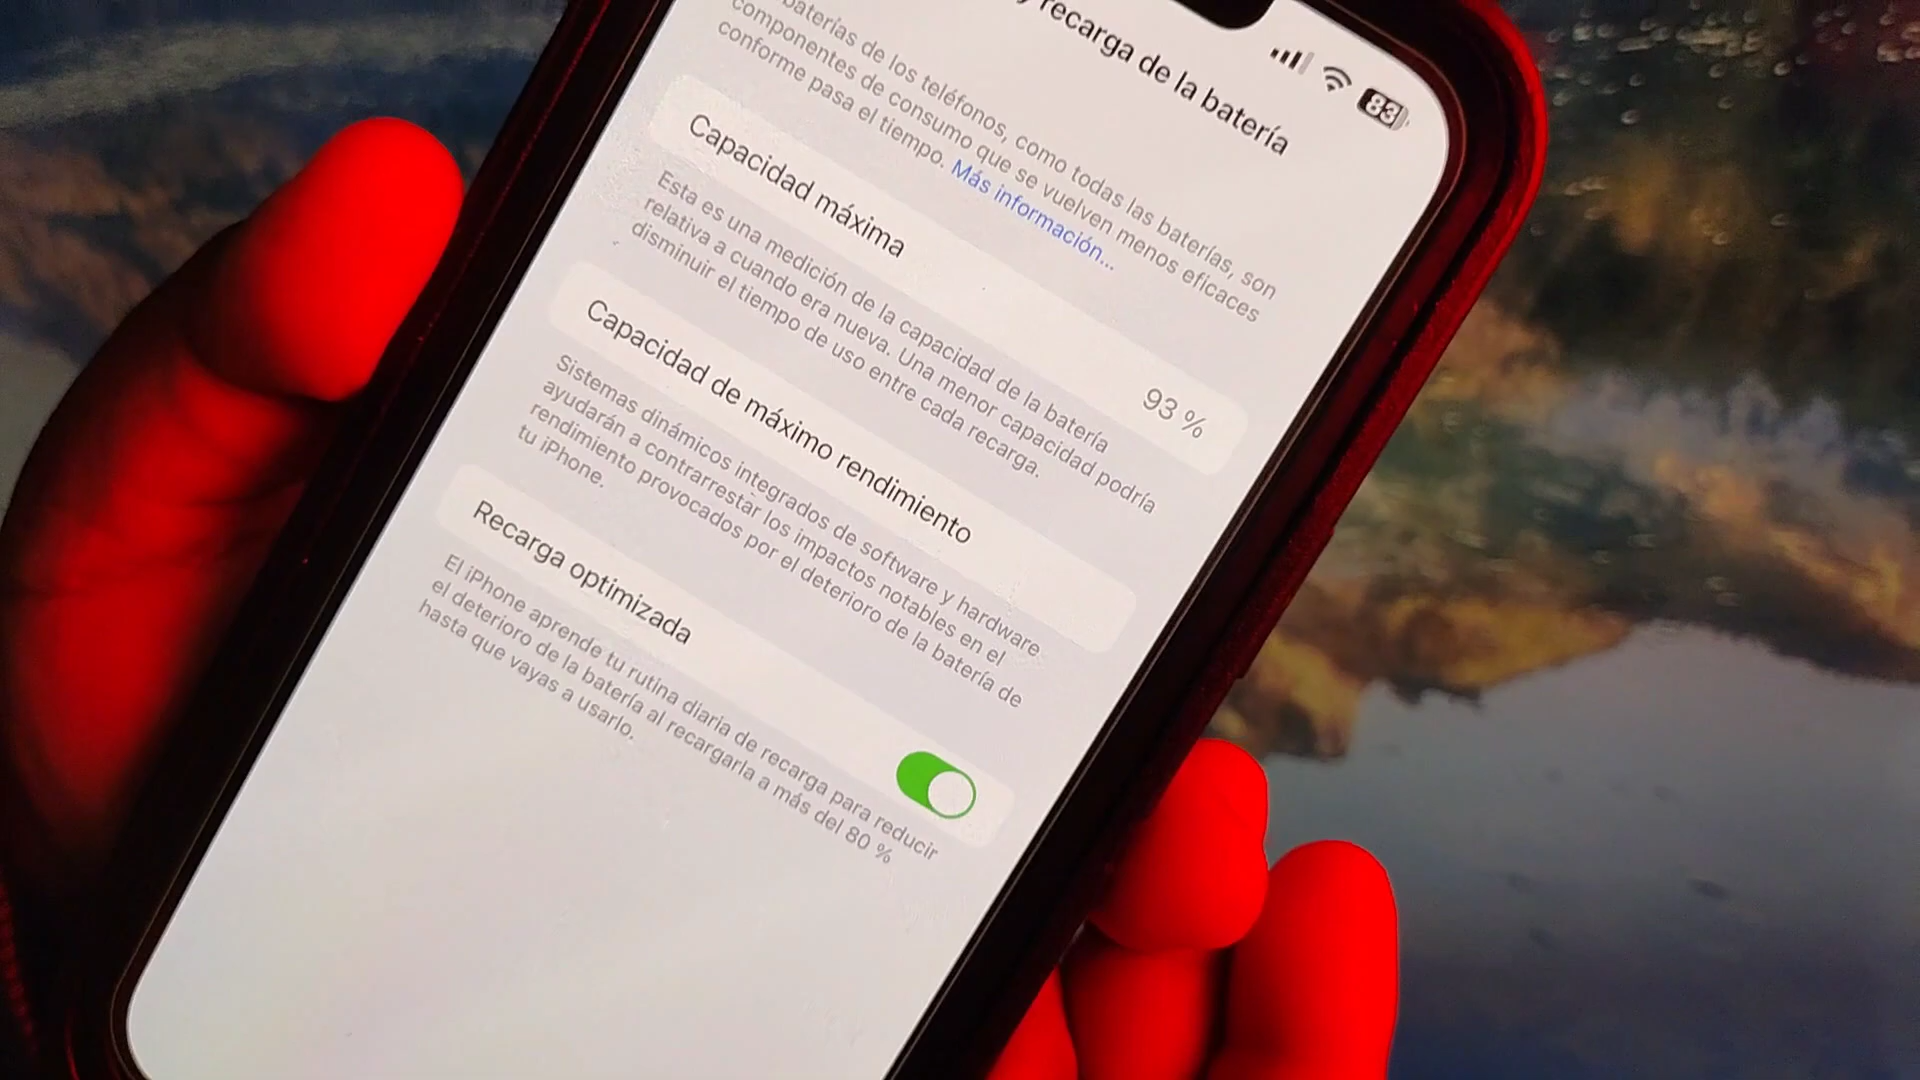 83
y recarga de la batería
baterías de los teléfonos, como todas las baterías, son
componentes de consumo que se vuelven menos eficaces
conforme pasa el tiempo. Más información...
Capacidad máxima 93 %
Esta es una medición de la capacidad de la batería
relativa a cuando era nueva. Una menor capacidad podría
disminuir el tiempo de uso entre cada recarga.
Capacidad de máximo rendimiento
Sistemas dinámicos integrados de software y hardware
ayudarán a contrarrestar los impactos notables en el
rendimiento provocados por el deterioro de la batería de
tu iPhone.
Recarga optimizada
El iPhone aprende tu rutina diaria de recarga para reducir
el deterioro de la batería al recargarla a más del 80 %
hasta que vayas a usarlo.